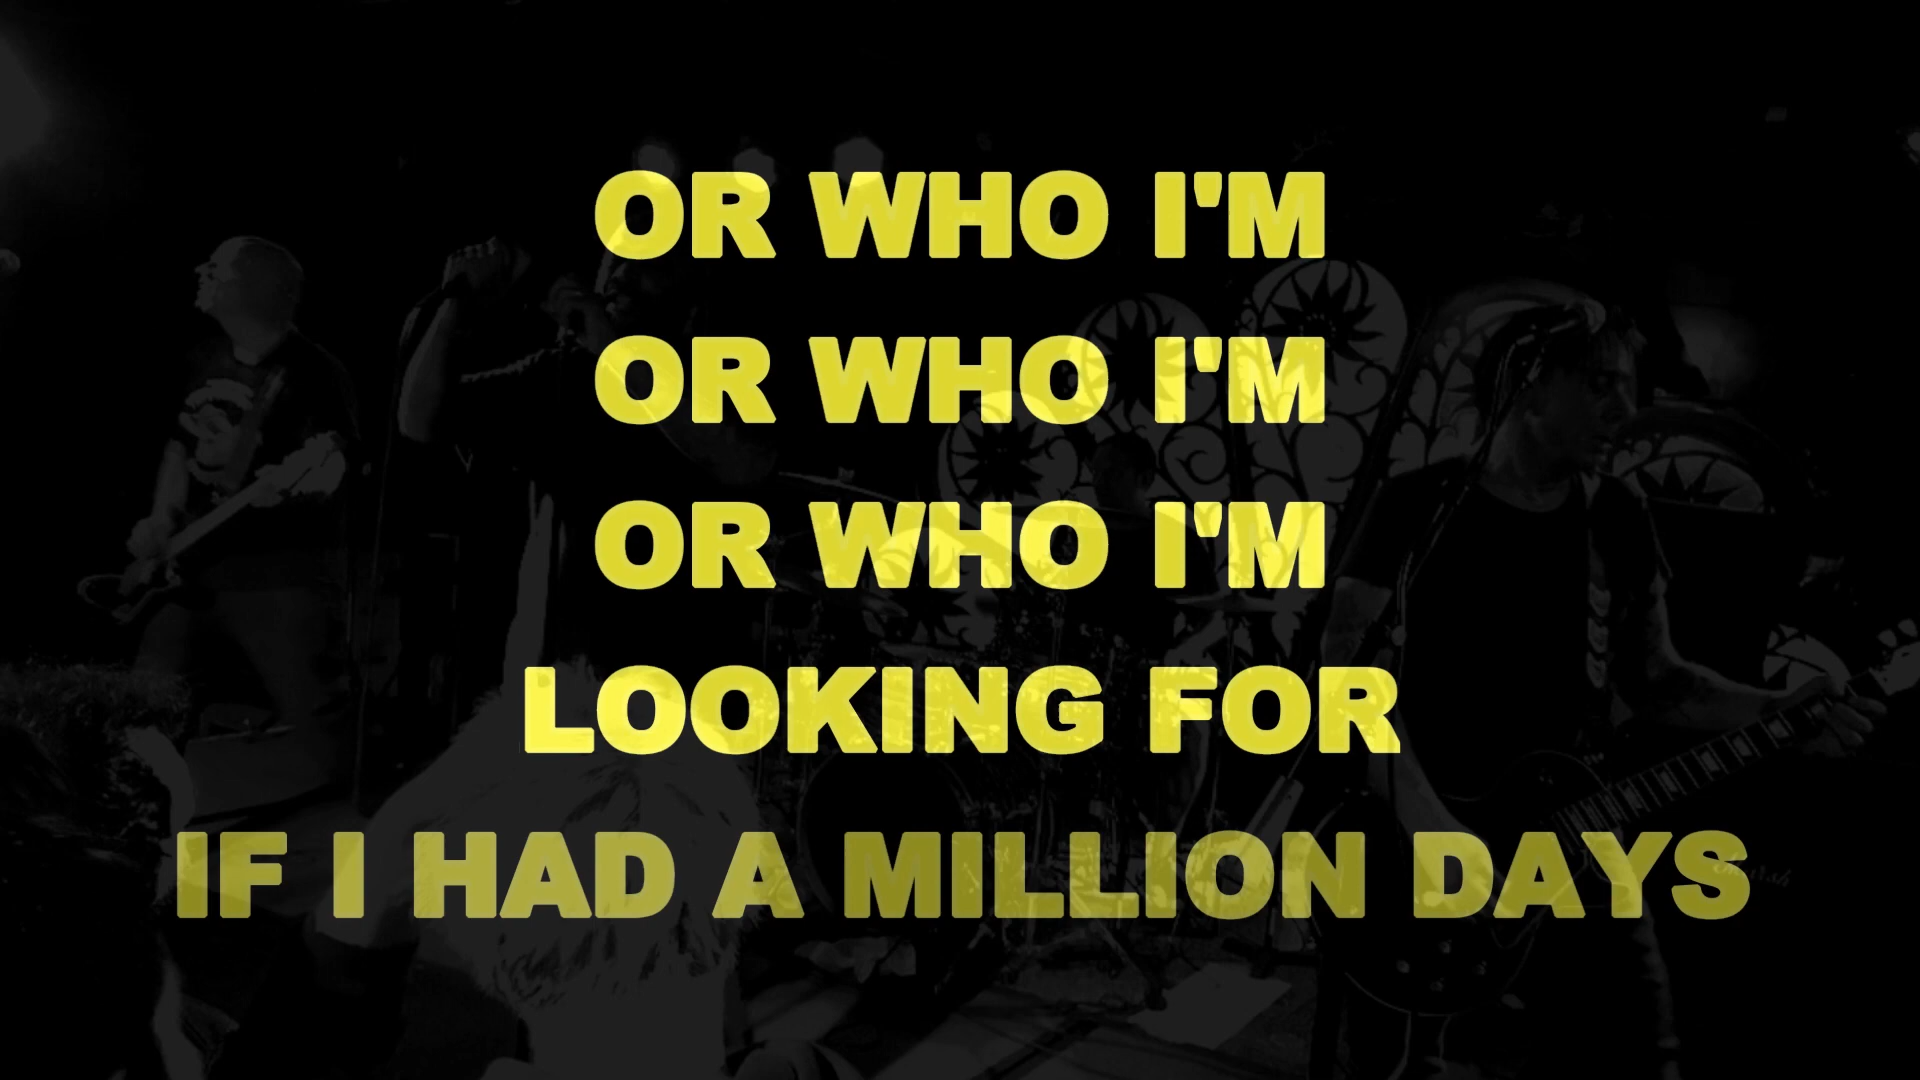 OR WHO I'M
OR WHO I'M
OR WHO I'M
LOOKING FOR
IF I HAD A MILLION DAYS